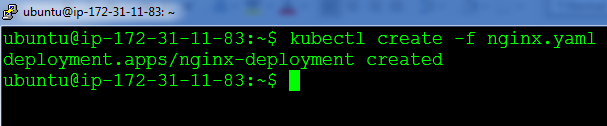 ubuntu@ip-172-31-11-83: ~
ubuntu@ip-172-31-11-83:~$ kubectl create -f nginx.yaml
deployment.apps/nginx-deployment created
ubuntu@ip-172-31-11-83:~$